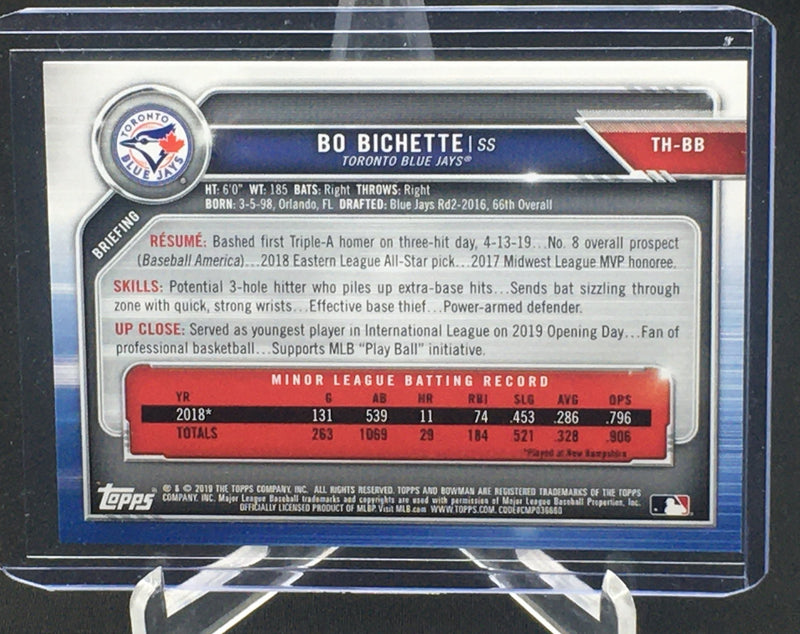 TORONTO
BLUE JAYS
BO BICHETTE | SS
TORONTO BLUE JAYS®
TH-BB
HT: 6'0" WT: 185 BATS: Right THROWS: Right
BORN: 3-5-98, Orlando, FL DRAFTED: Blue Jays Rd2-2016, 66th Overall
BRIEFING
RÉSUMÉ: Bashed first Triple-A homer on three-hit day, 4-13-19...No. 8 overall prospect
(Baseball America)...2018 Eastern League All-Star pick...2017 Midwest League MVP honoree.
SKILLS: Potential 3-hole hitter who piles up extra-base hits...Sends bat sizzling through
zone with quick, strong wrists...Effective base thief...Power-armed defender.
UP CLOSE: Served as youngest player in International League on 2019 Opening Day...Fan of
professional basketball...Supports MLB "Play Ball" initiative.
MINOR LEAGUE BATTING RECORD
YR G AB HR RBI SLG AVG OPS
2018* 131 539 11 74 .453 .286 .796
TOTALS 263 1069 29 184 .521 .328 .906
*Played at New Hampshire
topps
® & © 2019 THE TOPPS COMPANY, INC. ALL RIGHTS RESERVED. TOPPS AND BOWMAN ARE REGISTERED TRADEMARKS OF THE TOPPS
COMPANY, INC. Major League Baseball trademarks and copyrights are used with permission of Major League Baseball Properties, Inc.
OFFICIALLY LICENSED PRODUCT OF MLBP. Visit MLB.com WWW.TOPPS.COM. CODE#CMP036660